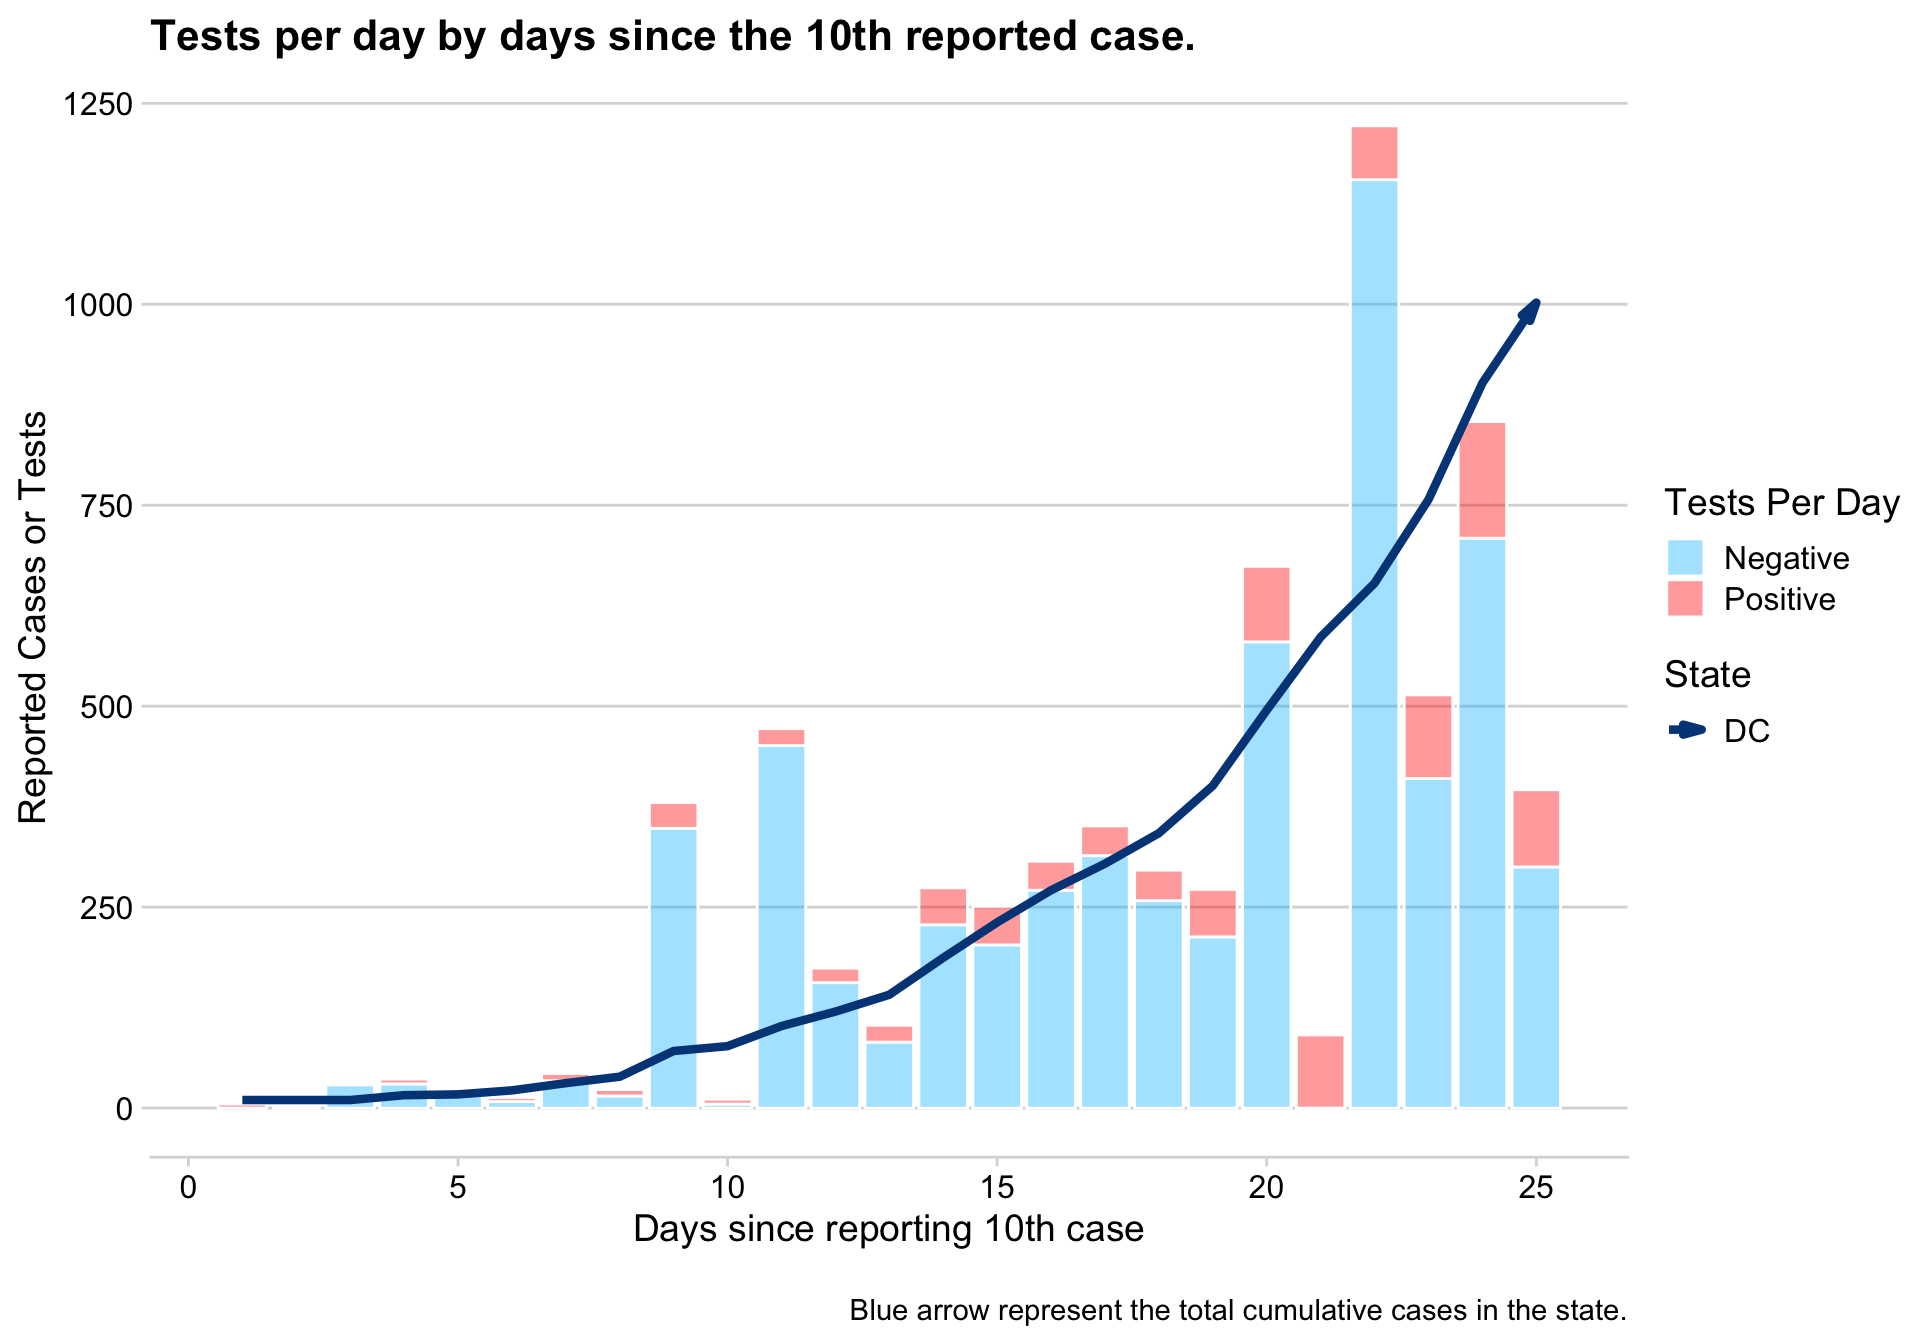 Tests per day by days since the 10th reported case.
1250
1000
750
500
250
0
Reported Cases or Tests
0 5 10 15 20 25
Days since reporting 10th case
Tests Per Day
Negative
Positive
State
DC
Blue arrow represent the total cumulative cases in the state.